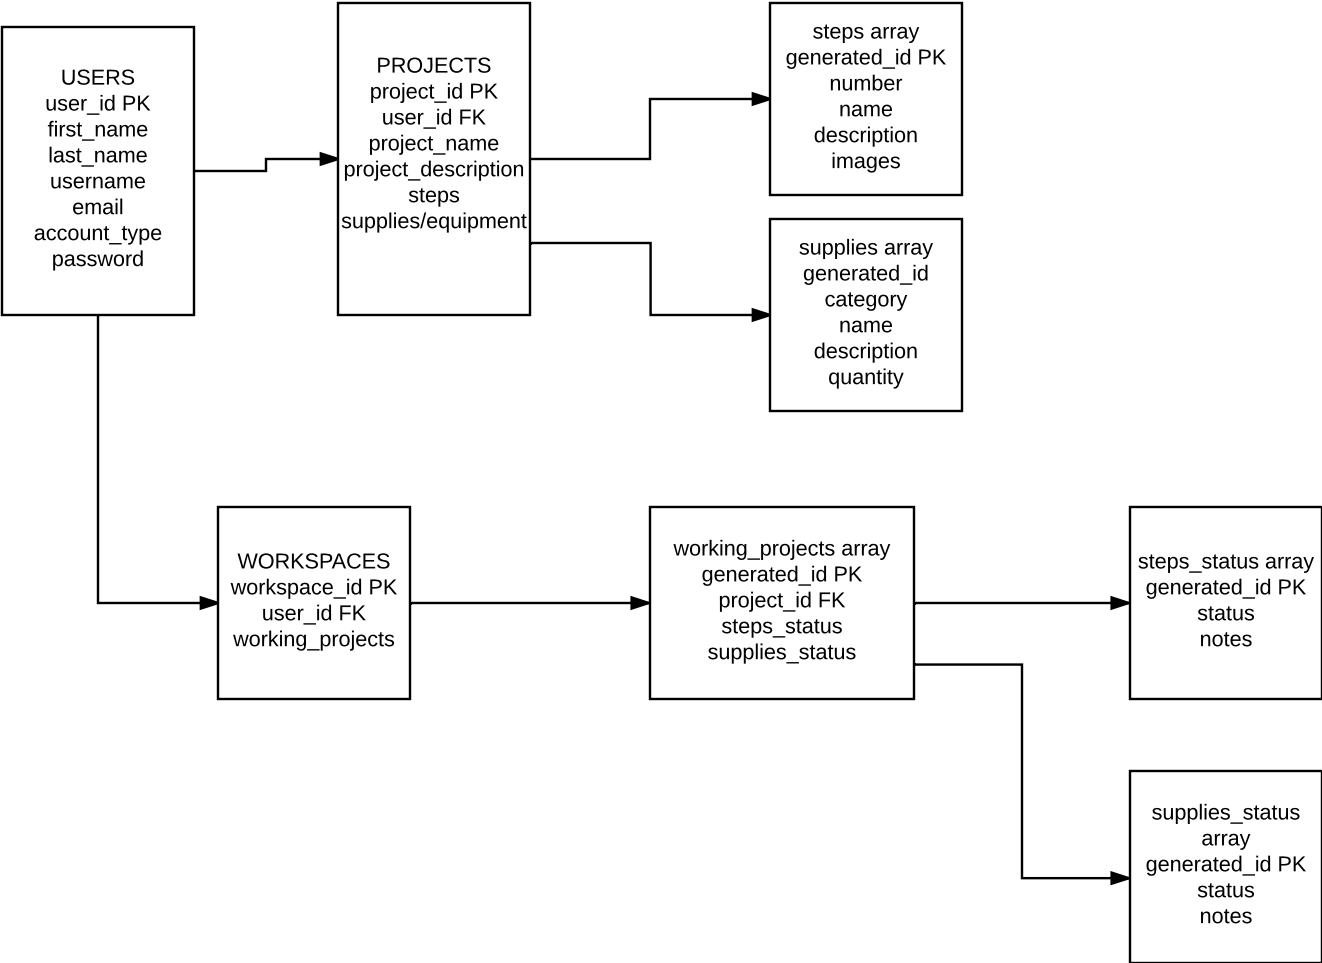 USERS
user_id PK
first_name
last_name
username
email
account_type
password
PROJECTS
project_id PK
user_id FK
project_name
project_description
steps
supplies/equipment
steps array
generated_id PK
number
name
description
images
supplies array
generated_id
category
name
description
quantity
WORKSPACES
workspace_id PK
user_id FK
working_projects
working_projects array
generated_id PK
project_id FK
steps_status
supplies_status
steps_status array
generated_id PK
status
notes
supplies_status
array
generated_id PK
status
notes